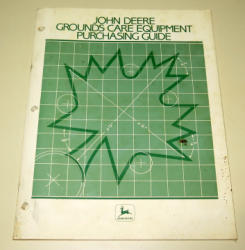 JOHN DEERE
GROUNDS CARE EQUIPMENT
PURCHASING GUIDE